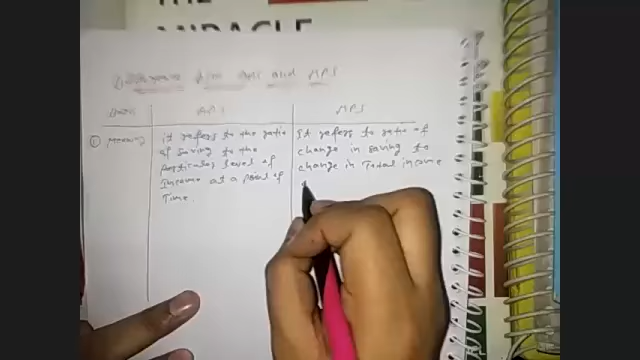 THE
MIRACLE
Difference b/w APS and MPS
Basis APS MPS
① Meaning
it refers to the ratio
of saving to the
particular level of
Income at a point of
Time.
It refers to ratio of
change in saving to
change in Total income